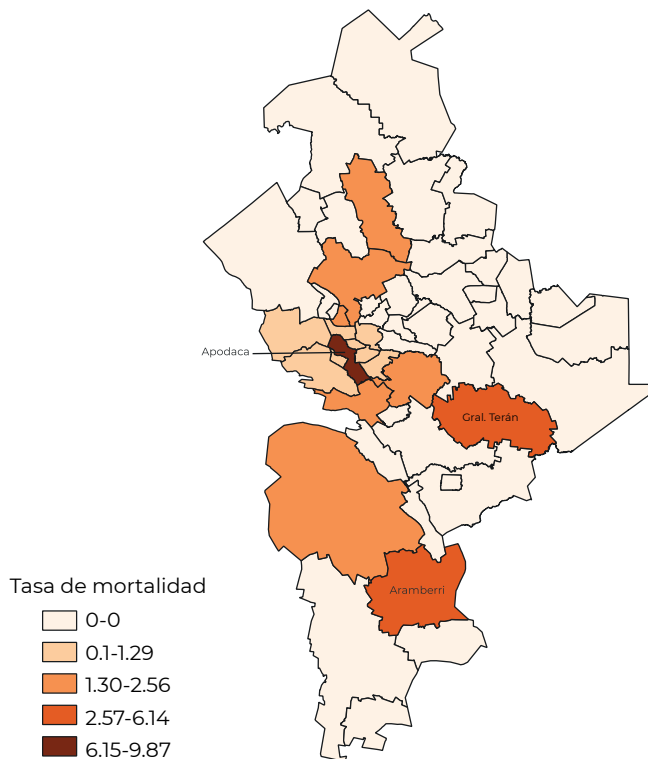 Apodaca
Gral. Terán
Aramberri
Tasa de mortalidad
0-0
0.1-1.29
1.30-2.56
2.57-6.14
6.15-9.87